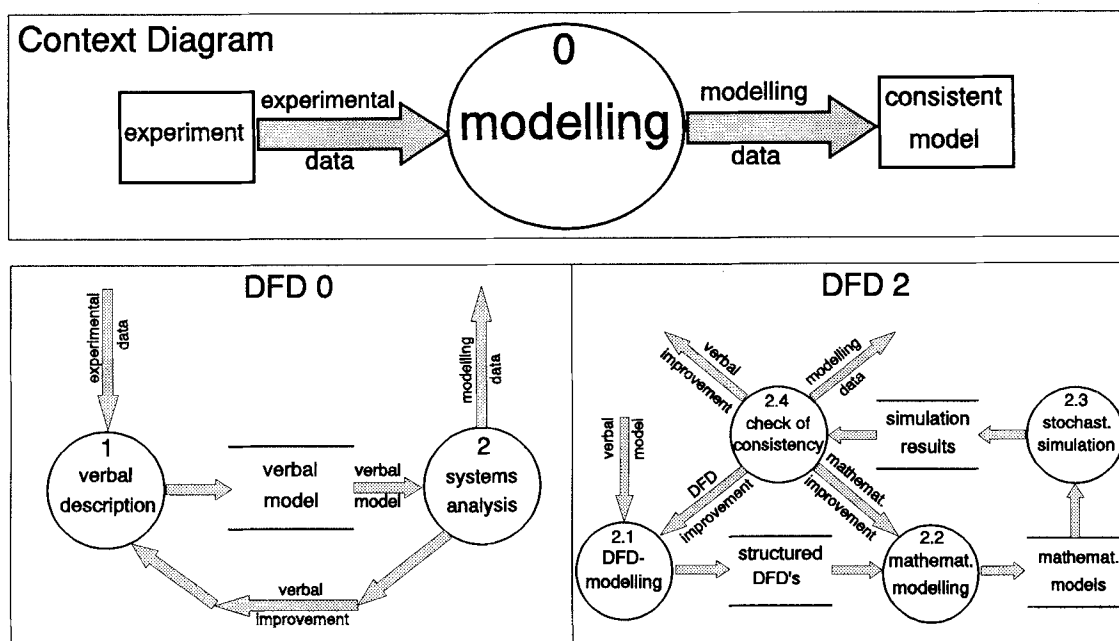 Context Diagram
0
modelling
experiment
experimental
data
modelling
data
consistent
model
DFD 0
experimental
data
modelling
data
1
verbal
description
verbal
model
verbal
model
2
systems
analysis
verbal
improvement
DFD 2
verbal
improvement
modelling
data
verbal
model
2.4
check of
consistency
simulation
results
2.3
stochast.
simulation
DFD
improvement
mathemat.
improvement
2.1
DFD-
modelling
structured
DFD's
2.2
mathemat.
modelling
mathemat.
models